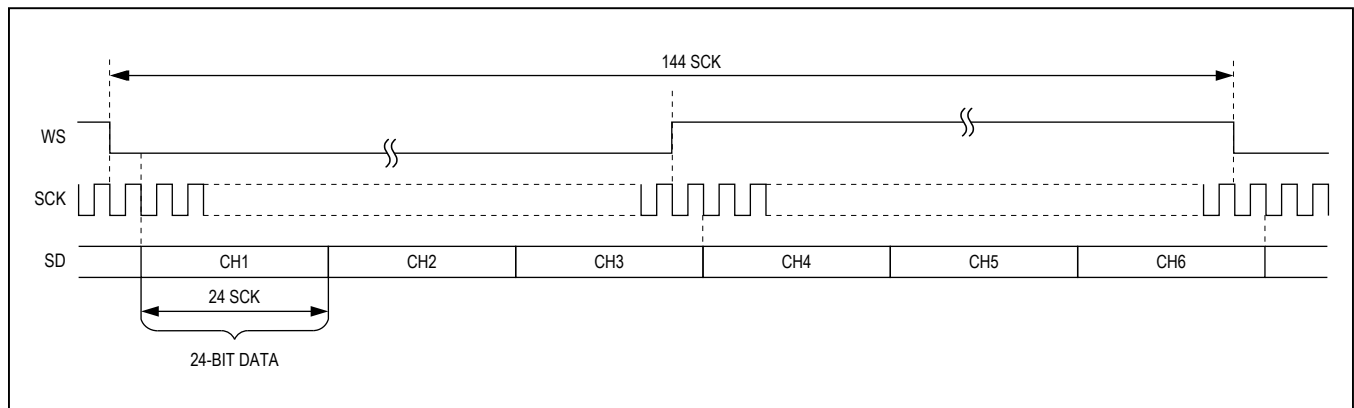 144 SCK
WS
SCK
SD
CH1
CH2
CH3
CH4
CH5
CH6
24 SCK
24-BIT DATA